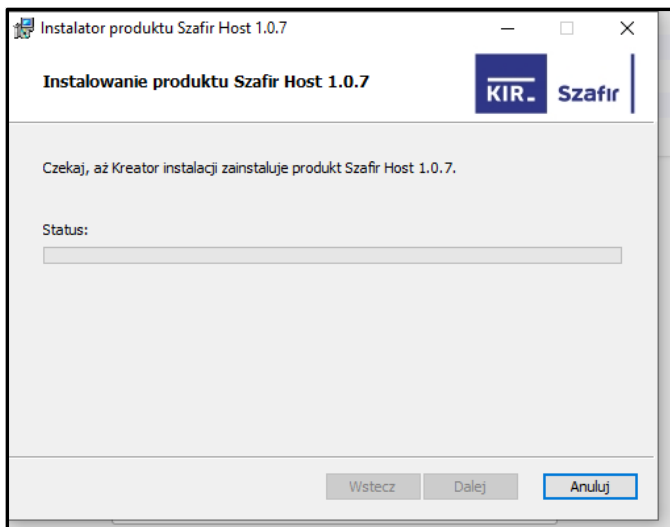 Instalator produktu Szafir Host 1.0.7
Instalowanie produktu Szafir Host 1.0.7
KIR
Szafir
Czekaj, aż Kreator instalacji zainstaluje produkt Szafir Host 1.0.7.
Status:
Wstecz
Dalej
Anuluj